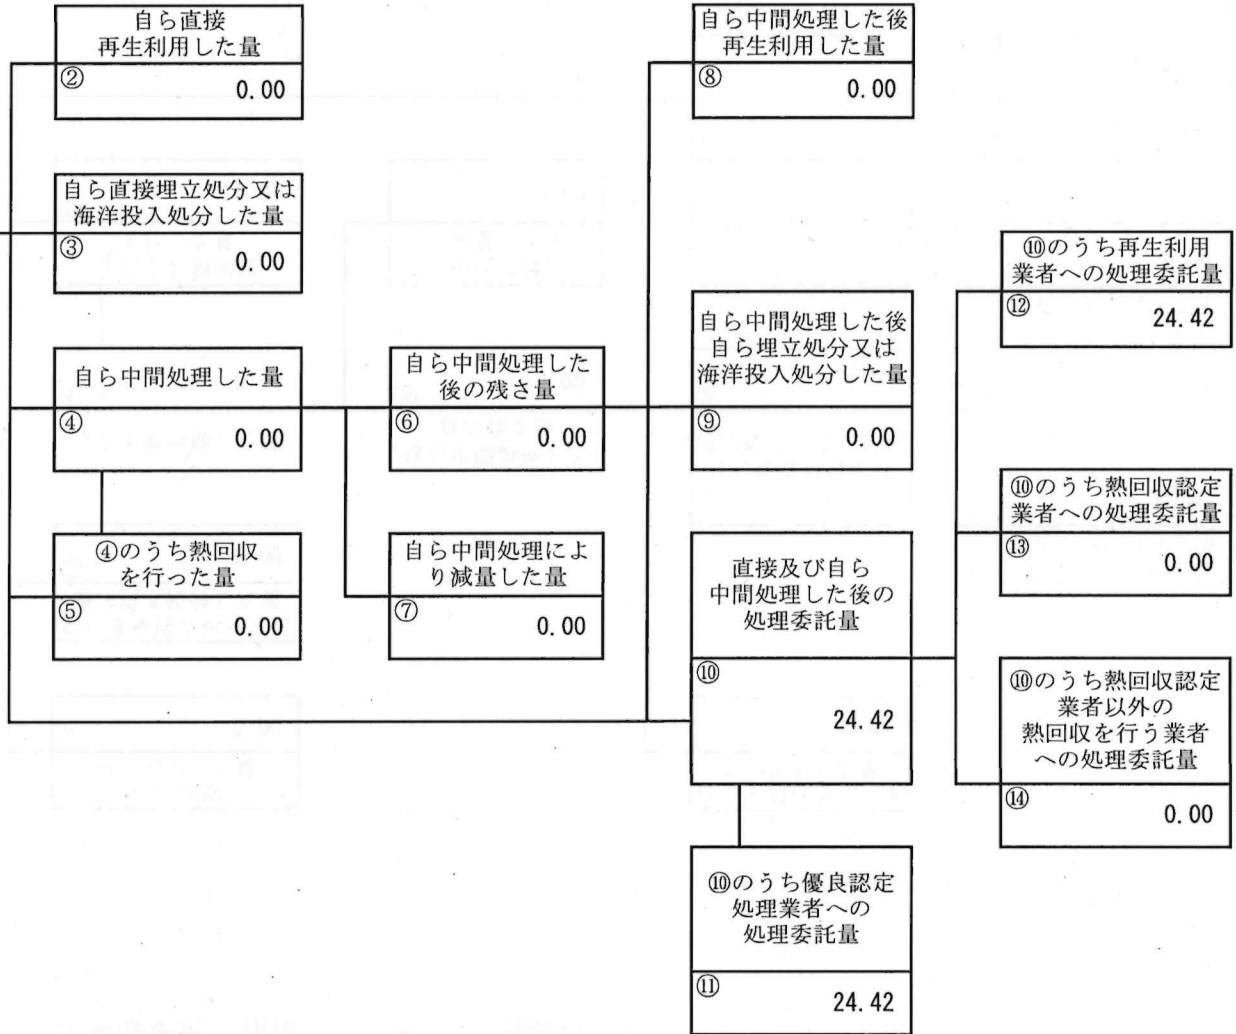 自ら直接
再生利用した量
②
0.00
自ら直接埋立処分又は
海洋投入処分した量
③
0.00
自ら中間処理した量
④
0.00
④のうち熱回収
を行った量
⑤
0.00
自ら中間処理した
後の残さ量
⑥
0.00
自ら中間処理によ
り減量した量
⑦
0.00
自ら中間処理した後
再生利用した量
⑧
0.00
自ら中間処理した後
自ら埋立処分又は
海洋投入処分した量
⑨
0.00
直接及び自ら
中間処理した後の
処理委託量
⑩
24.42
⑩のうち優良認定
処理業者への
処理委託量
⑪
24.42
⑩のうち再生利用
業者への処理委託量
⑫
24.42
⑩のうち熱回収認定
業者への処理委託量
⑬
0.00
⑩のうち熱回収認定
業者以外の
熱回収を行う業者
への処理委託量
⑭
0.00